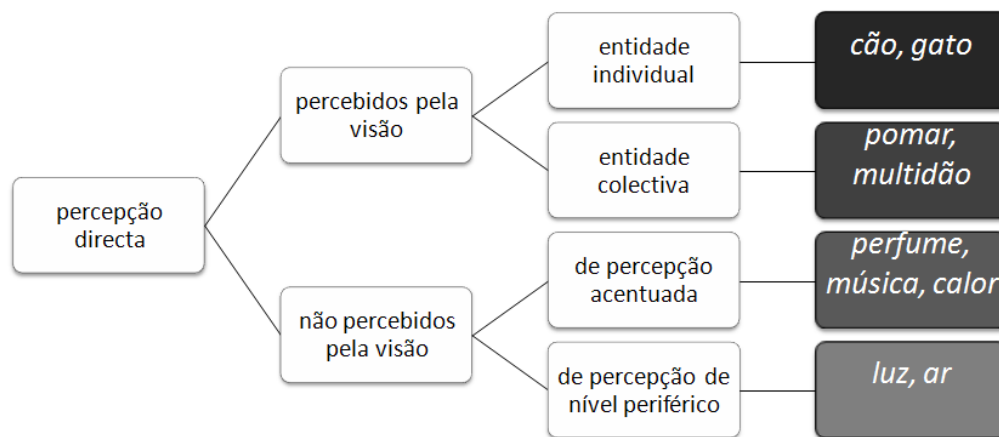 percepção
directa
percebidos pela
visão
não percebidos
pela visão
entidade
individual
entidade
colectiva
de percepção
acentuada
de percepção de
nível periférico
cão, gato
pomar,
multidão
perfume,
música, calor
luz, ar